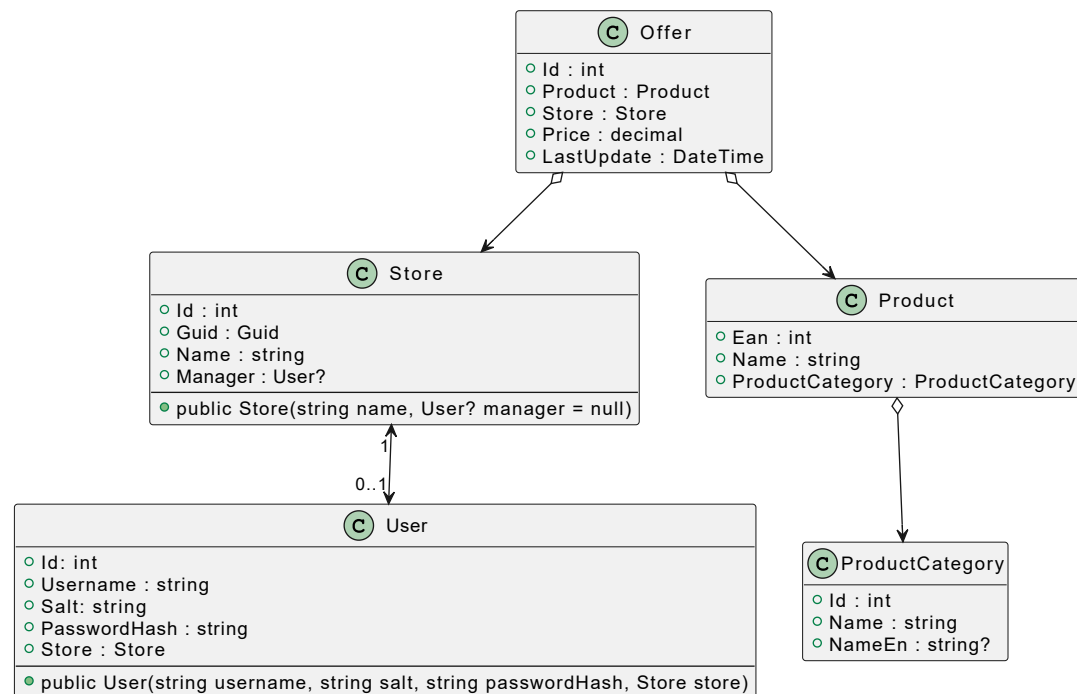 C Offer
Id : int
Product : Product
Store : Store
Price : decimal
LastUpdate : DateTime
C Store
Id : int
Guid : Guid
Name : string
Manager : User?
public Store(string name, User? manager = null)
C Product
Ean : int
Name : string
ProductCategory : ProductCategory
1
0..1
C User
Id: int
Username : string
Salt: string
PasswordHash : string
Store : Store
public User(string username, string salt, string passwordHash, Store store)
C ProductCategory
Id : int
Name : string
NameEn : string?